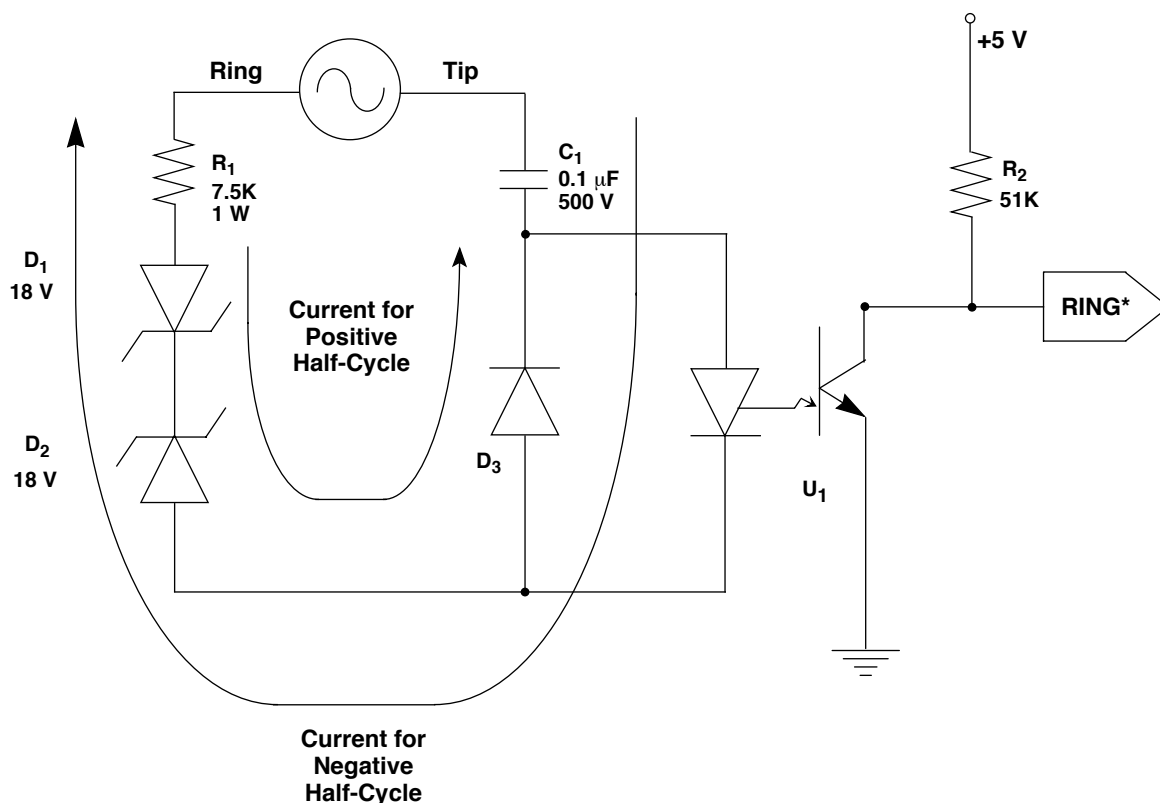 +5 V
Ring
Tip
R1
7.5K
1 W
C1
0.1 μF
500 V
R2
51K
D1
18 V
Current for
Positive
Half-Cycle
RING*
D2
18 V
D3
U1
Current for
Negative
Half-Cycle